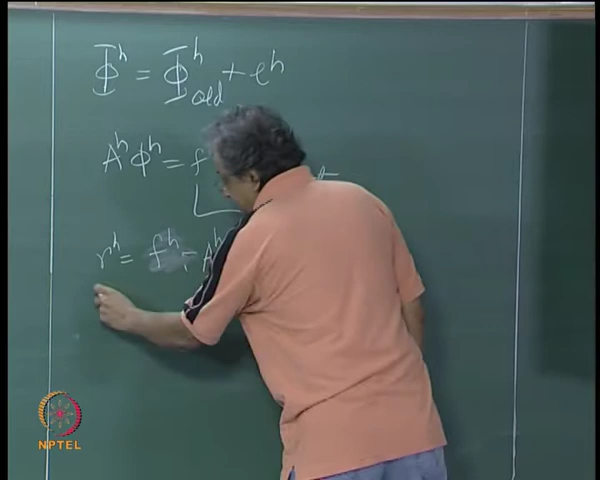 Φ^h = Φ^h_old + e^h
A^h Φ^h = f
r^h = f^h - A^h
NPTEL